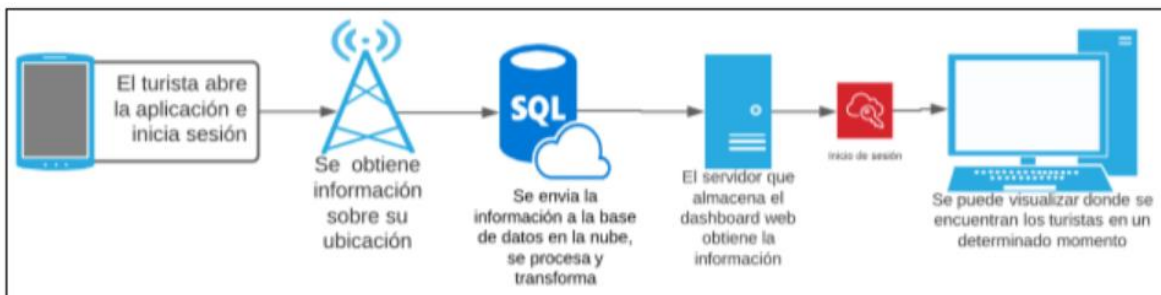 El turista abre
la aplicación e
inicia sesión
Se obtiene
información
sobre su
ubicación
SQL
Se envia la
información a la base
de datos en la nube,
se procesa y
transforma
El servidor que
almacena el
dashboard web
obtiene la
información
Inicio de sesión
Se puede visualizar donde se
encuentran los turistas en un
determinado momento